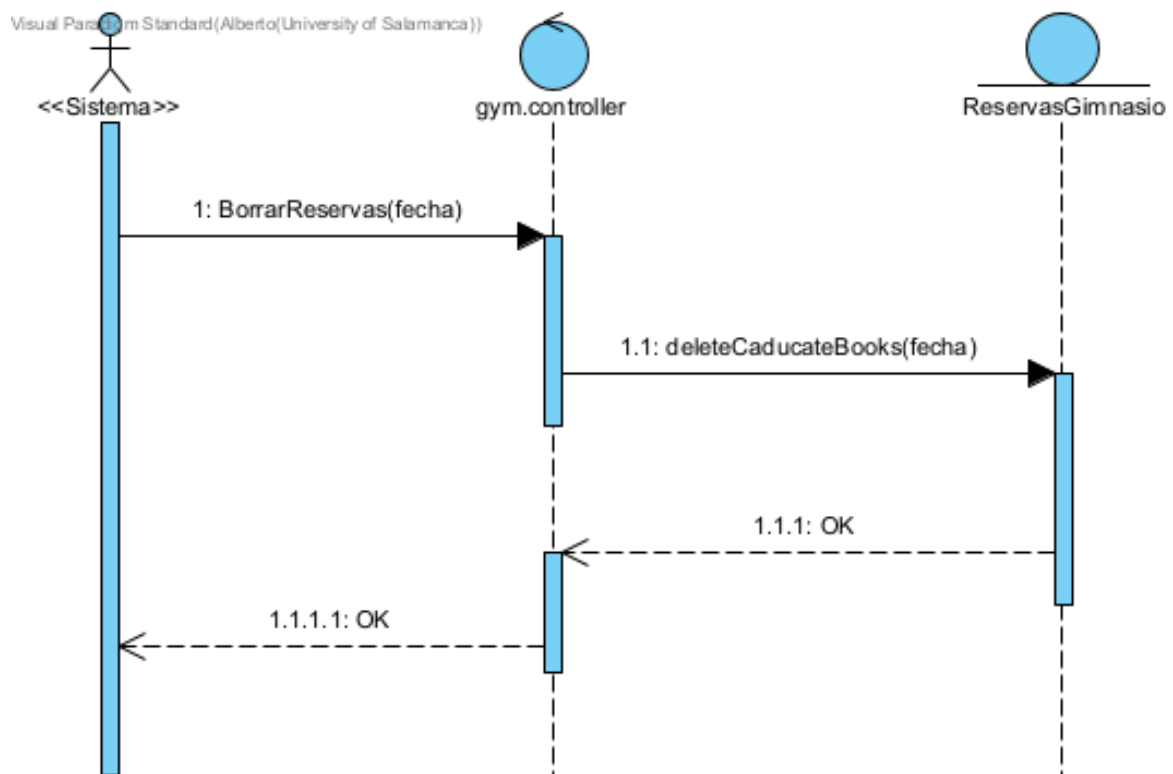 Visual Paradigm Standard(Alberto(University of Salamanca))
<<Sistema>>
gym.controller
ReservasGimnasio
1: BorrarReservas(fecha)
1.1: deleteCaducateBooks(fecha)
1.1.1: OK
1.1.1.1: OK